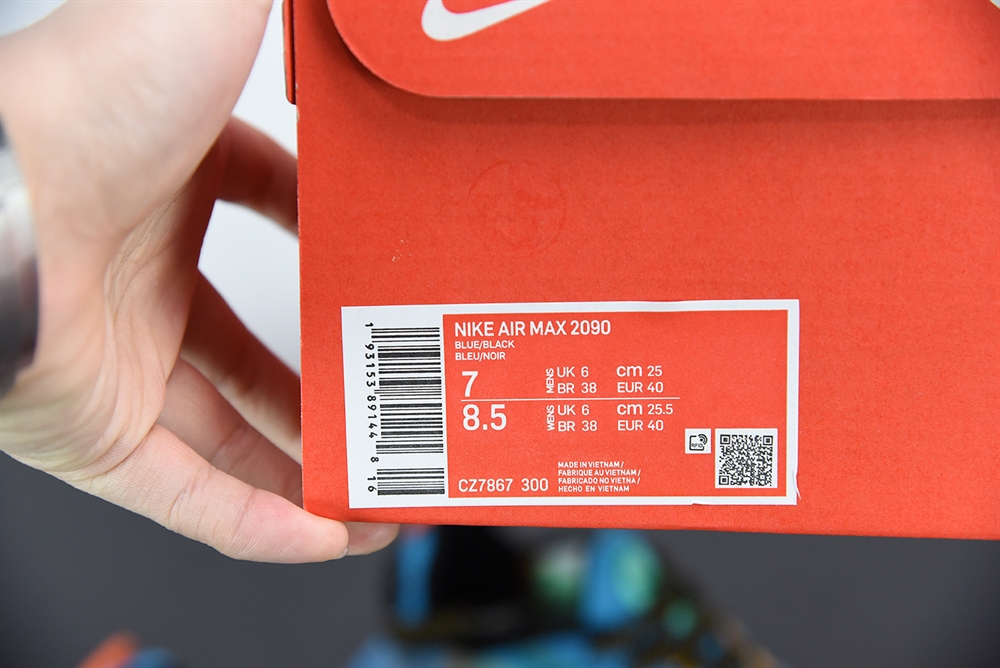 NIKE AIR MAX 2090
BLUE/BLACK
BLEU/NOIR
7 MENS UK 6 cm 25
BR 38 EUR 40
8.5 WENS UK 6 cm 25.5
BR 38 EUR 40
RFID
MADE IN VIETNAM /
FABRIQUE AU VIETNAM /
FABRICADO NO VIETNA /
HECHO EN VIETNAM
CZ7867 300
1 93153 89144 8 16